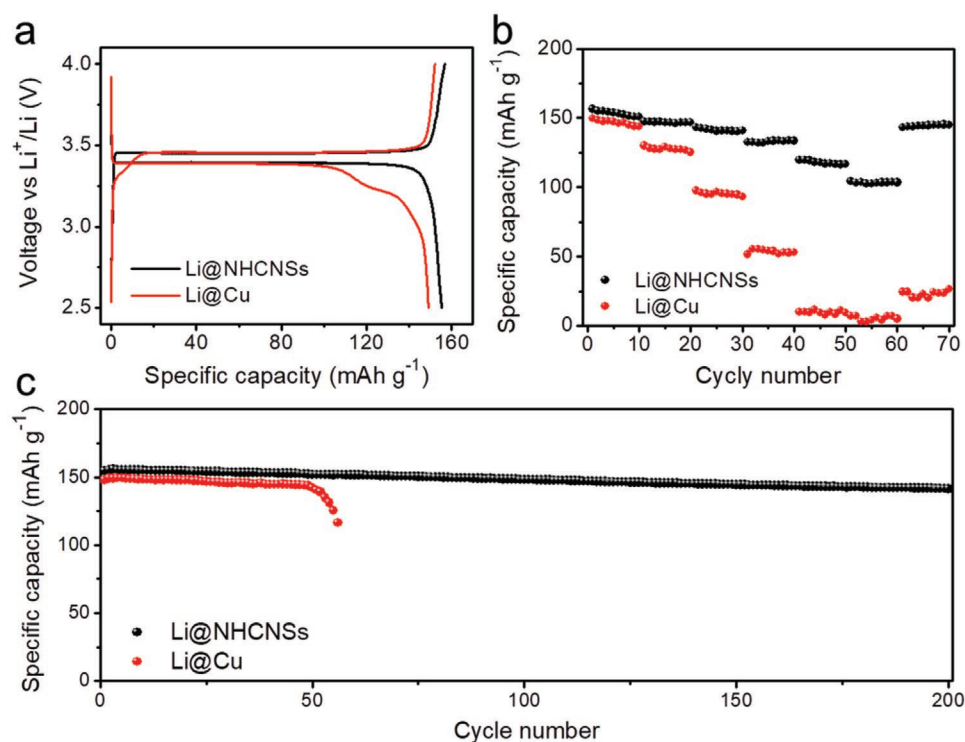 a
Voltage vs Li⁺/Li (V)
4.0
3.5
3.0
2.5
Li@NHCNSs
Li@Cu
0 40 80 120 160
Specific capacity (mAh g⁻¹)
b
Specific capacity (mAh g⁻¹)
200
150
100
50
0
Li@NHCNSs
Li@Cu
0 10 20 30 40 50 60 70
Cycly number
c
Specific capacity (mAh g⁻¹)
200
150
100
50
0
Li@NHCNSs
Li@Cu
0 50 100 150 200
Cycle number